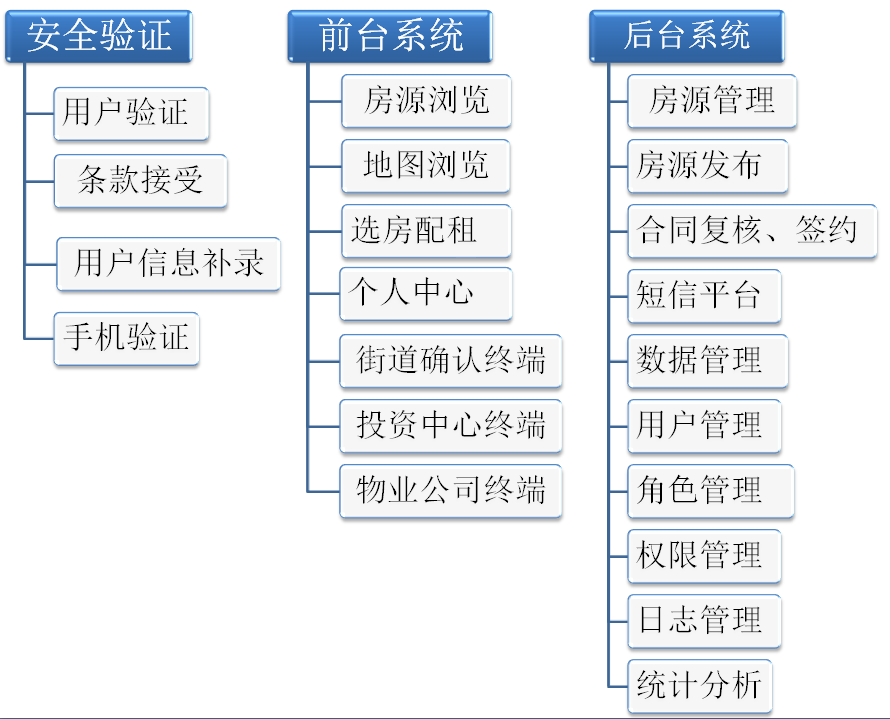 安全验证
用户验证
条款接受
用户信息补录
手机验证
前台系统
房源浏览
地图浏览
选房配租
个人中心
街道确认终端
投资中心终端
物业公司终端
后台系统
房源管理
房源发布
合同复核、签约
短信平台
数据管理
用户管理
角色管理
权限管理
日志管理
统计分析